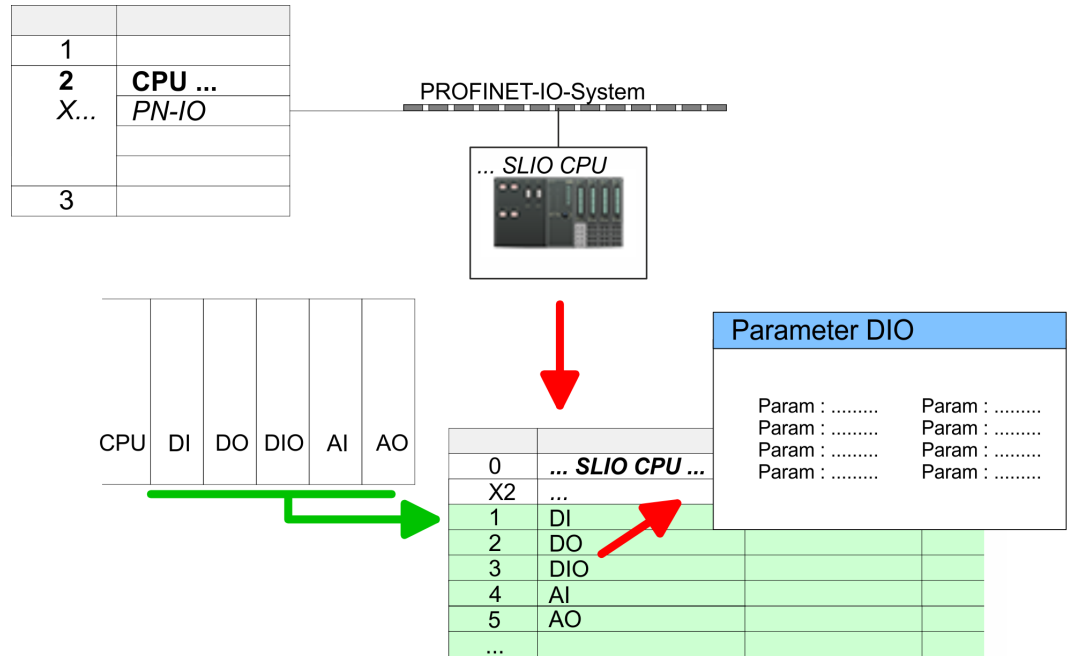 1
2 CPU ...
X... PN-IO
3
PROFINET-IO-System
... SLIO CPU
CPU DI DO DIO AI AO
Parameter DIO
Param : ......... Param : .........
Param : ......... Param : .........
Param : ......... Param : .........
Param : ......... Param : .........
0 ... SLIO CPU ...
X2 ...
1 DI
2 DO
3 DIO
4 AI
5 AO
...